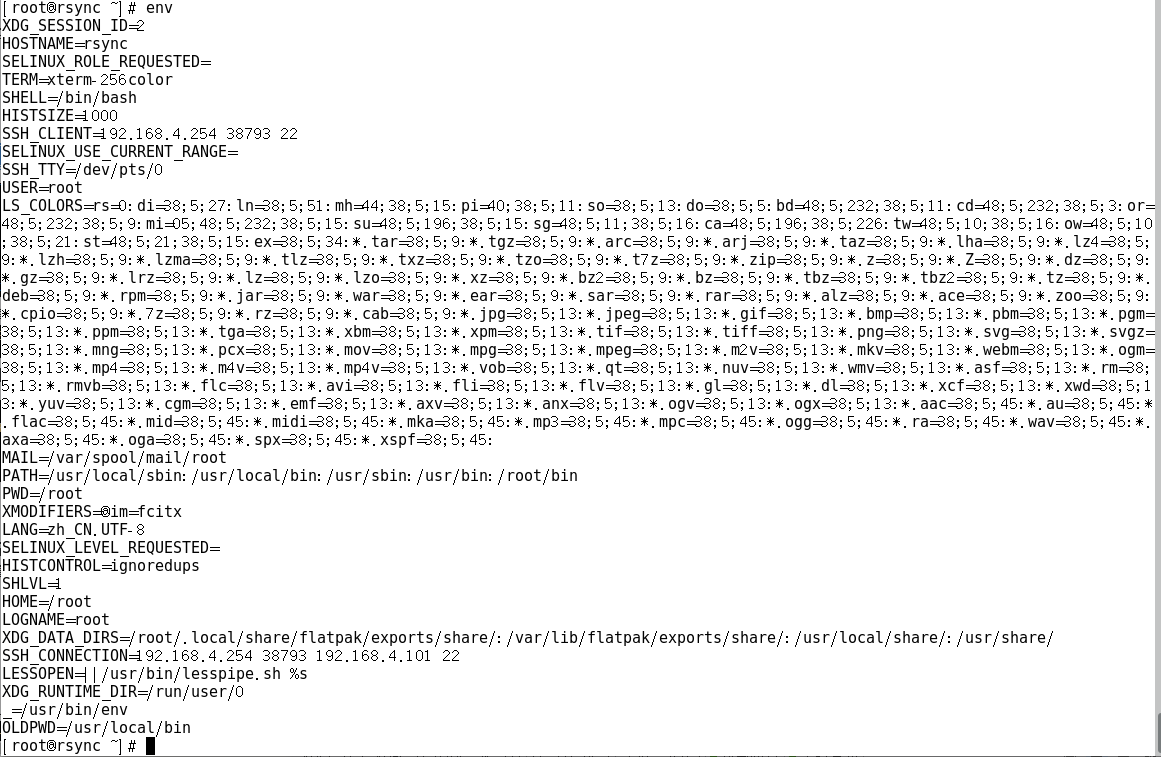 [root@rsync ~]# env
XDG_SESSION_ID=2
HOSTNAME=rsync
SELINUX_ROLE_REQUESTED=
TERM=xterm-256color
SHELL=/bin/bash
HISTSIZE=1000
SSH_CLIENT=192.168.4.254 38793 22
SELINUX_USE_CURRENT_RANGE=
SSH_TTY=/dev/pts/0
USER=root
LS_COLORS=rs=0:di=38;5;27:ln=38;5;51:mh=44;38;5;15:pi=40;38;5;11:so=38;5;13:do=38;5;5:bd=48;5;232;38;5;11:cd=48;5;232;38;5;3:or=
48;5;232;38;5;9:mi=05;48;5;232;38;5;15:su=48;5;196;38;5;15:sg=48;5;11;38;5;16:ca=48;5;196;38;5;226:tw=48;5;10;38;5;16:ow=48;5;10
;38;5;21:st=48;5;21;38;5;15:ex=38;5;34:*.tar=38;5;9:*.tgz=38;5;9:*.arc=38;5;9:*.arj=38;5;9:*.taz=38;5;9:*.lha=38;5;9:*.lz4=38;5;
9:*.lzh=38;5;9:*.lzma=38;5;9:*.tlz=38;5;9:*.txz=38;5;9:*.tzo=38;5;9:*.t7z=38;5;9:*.zip=38;5;9:*.z=38;5;9:*.Z=38;5;9:*.dz=38;5;9:
*.gz=38;5;9:*.lrz=38;5;9:*.lz=38;5;9:*.lzo=38;5;9:*.xz=38;5;9:*.bz2=38;5;9:*.bz=38;5;9:*.tbz=38;5;9:*.tbz2=38;5;9:*.tz=38;5;9:*.
deb=38;5;9:*.rpm=38;5;9:*.jar=38;5;9:*.war=38;5;9:*.ear=38;5;9:*.sar=38;5;9:*.rar=38;5;9:*.alz=38;5;9:*.ace=38;5;9:*.zoo=38;5;9:
*.cpio=38;5;9:*.7z=38;5;9:*.rz=38;5;9:*.cab=38;5;9:*.jpg=38;5;13:*.jpeg=38;5;13:*.gif=38;5;13:*.bmp=38;5;13:*.pbm=38;5;13:*.pgm=
38;5;13:*.ppm=38;5;13:*.tga=38;5;13:*.xbm=38;5;13:*.xpm=38;5;13:*.tif=38;5;13:*.tiff=38;5;13:*.png=38;5;13:*.svg=38;5;13:*.svgz=
38;5;13:*.mng=38;5;13:*.pcx=38;5;13:*.mov=38;5;13:*.mpg=38;5;13:*.mpeg=38;5;13:*.m2v=38;5;13:*.mkv=38;5;13:*.webm=38;5;13:*.ogm=
38;5;13:*.mp4=38;5;13:*.m4v=38;5;13:*.mp4v=38;5;13:*.vob=38;5;13:*.qt=38;5;13:*.nuv=38;5;13:*.wmv=38;5;13:*.asf=38;5;13:*.rm=38;
5;13:*.rmvb=38;5;13:*.flc=38;5;13:*.avi=38;5;13:*.fli=38;5;13:*.flv=38;5;13:*.gl=38;5;13:*.dl=38;5;13:*.xcf=38;5;13:*.xwd=38;5;1
3:*.yuv=38;5;13:*.cgm=38;5;13:*.emf=38;5;13:*.axv=38;5;13:*.anx=38;5;13:*.ogv=38;5;13:*.ogx=38;5;13:*.aac=38;5;45:*.au=38;5;45:*
.flac=38;5;45:*.mid=38;5;45:*.midi=38;5;45:*.mka=38;5;45:*.mp3=38;5;45:*.mpc=38;5;45:*.ogg=38;5;45:*.ra=38;5;45:*.wav=38;5;45:*.
axa=38;5;45:*.oga=38;5;45:*.spx=38;5;45:*.xspf=38;5;45:
MAIL=/var/spool/mail/root
PATH=/usr/local/sbin:/usr/local/bin:/usr/sbin:/usr/bin:/root/bin
PWD=/root
XMODIFIERS=@im=fcitx
LANG=zh_CN.UTF-8
SELINUX_LEVEL_REQUESTED=
HISTCONTROL=ignoredups
SHLVL=1
HOME=/root
LOGNAME=root
XDG_DATA_DIRS=/root/.local/share/flatpak/exports/share/:/var/lib/flatpak/exports/share/:/usr/local/share/:/usr/share/
SSH_CONNECTION=192.168.4.254 38793 192.168.4.101 22
LESSOPEN=||/usr/bin/lesspipe.sh %s
XDG_RUNTIME_DIR=/run/user/0
_=/usr/bin/env
OLDPWD=/usr/local/bin
[root@rsync ~]#